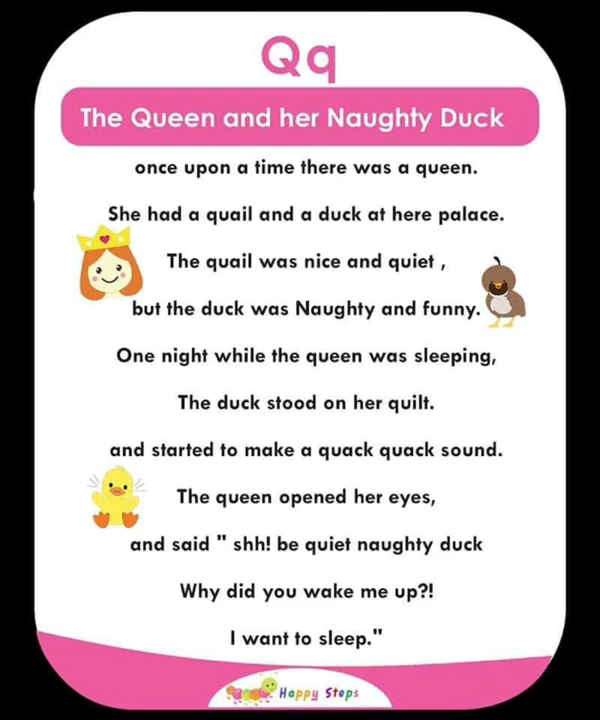 Qq
The Queen and her Naughty Duck
once upon a time there was a queen.
She had a quail and a duck at here palace.
The quail was nice and quiet ,
but the duck was Naughty and funny.
One night while the queen was sleeping,
The duck stood on her quilt.
and started to make a quack quack sound.
The queen opened her eyes,
and said " shh! be quiet naughty duck
Why did you wake me up?!
I want to sleep."
Happy Steps